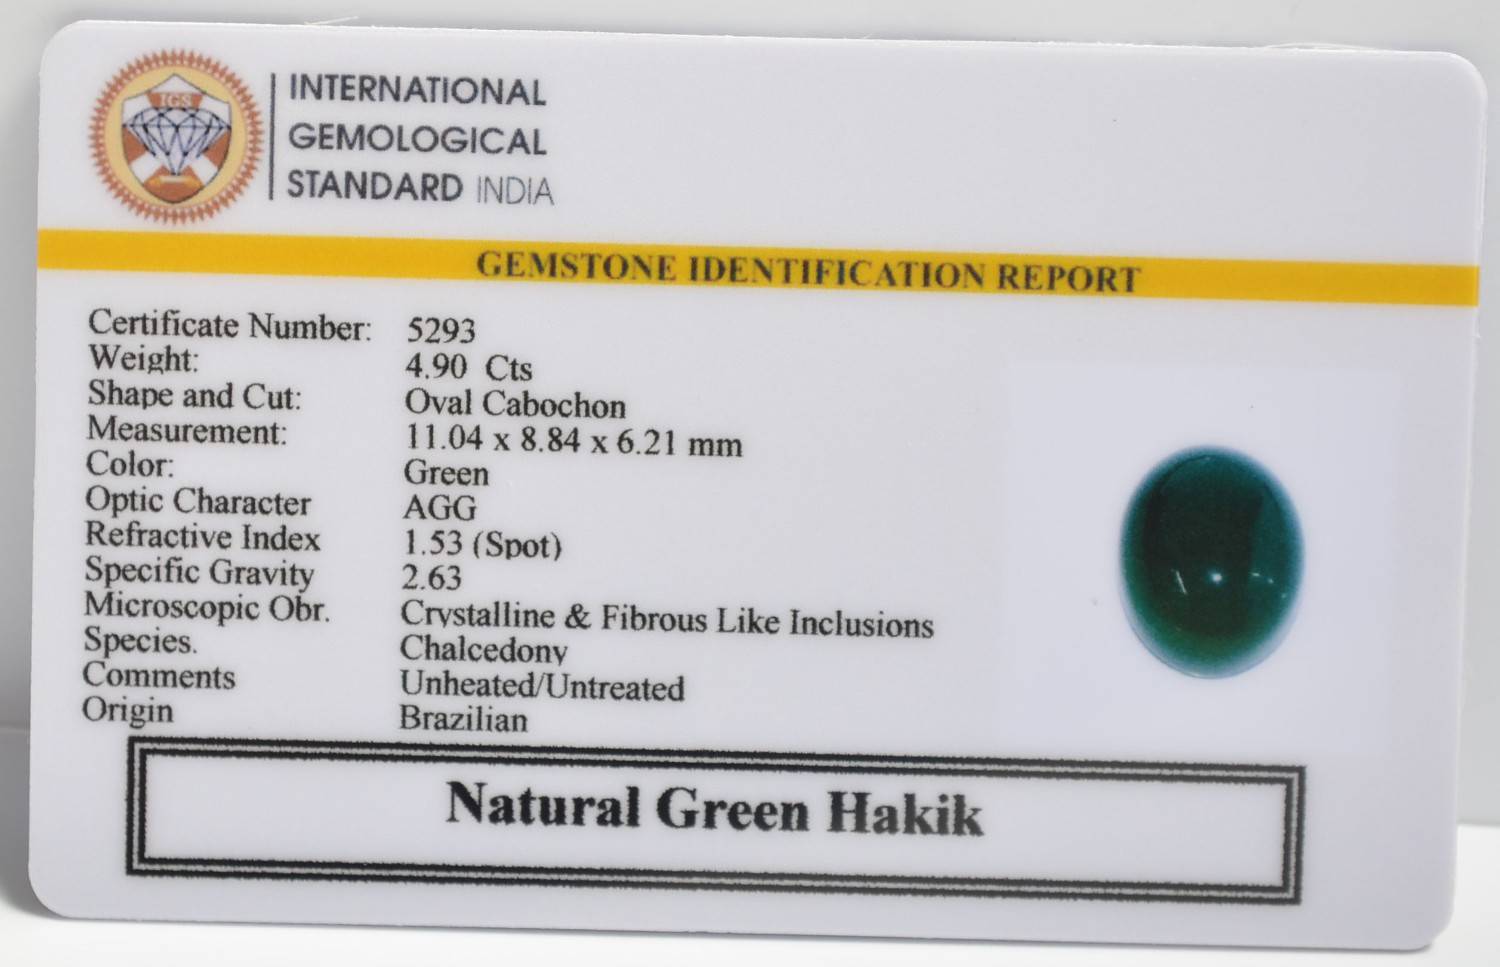 IGS
INTERNATIONAL
GEMOLOGICAL
STANDARD INDIA
GEMSTONE IDENTIFICATION REPORT
Certificate Number: 5293
Weight: 4.90 Cts
Shape and Cut: Oval Cabochon
Measurement: 11.04 x 8.84 x 6.21 mm
Color: Green
Optic Character AGG
Refractive Index 1.53 (Spot)
Specific Gravity 2.63
Microscopic Obr. Crystalline & Fibrous Like Inclusions
Species. Chalcedony
Comments Unheated/Untreated
Origin Brazilian
Natural Green Hakik